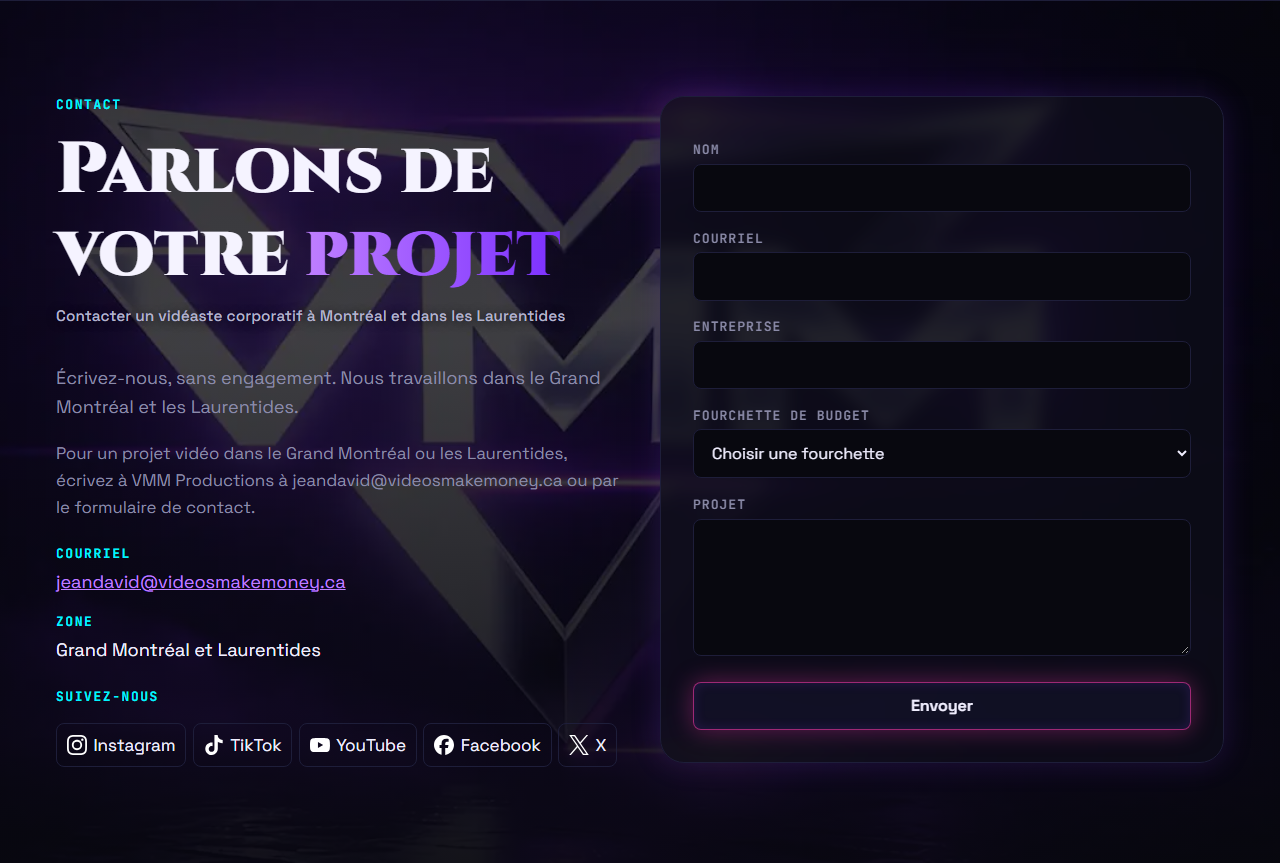 CONTACT
PARLONS DE
VOTRE PROJET
Contacter un vidéaste corporatif à Montréal et dans les Laurentides
Écrivez-nous, sans engagement. Nous travaillons dans le Grand
Montréal et les Laurentides.
Pour un projet vidéo dans le Grand Montréal ou les Laurentides,
écrivez à VMM Productions à jeandavid@videosmakemoney.ca ou par
le formulaire de contact.
COURRIEL
jeandavid@videosmakemoney.ca
ZONE
Grand Montréal et Laurentides
SUIVEZ-NOUS
Instagram TikTok YouTube Facebook X
NOM
COURRIEL
ENTREPRISE
FOURCHETTE DE BUDGET
Choisir une fourchette
PROJET
Envoyer
VMM